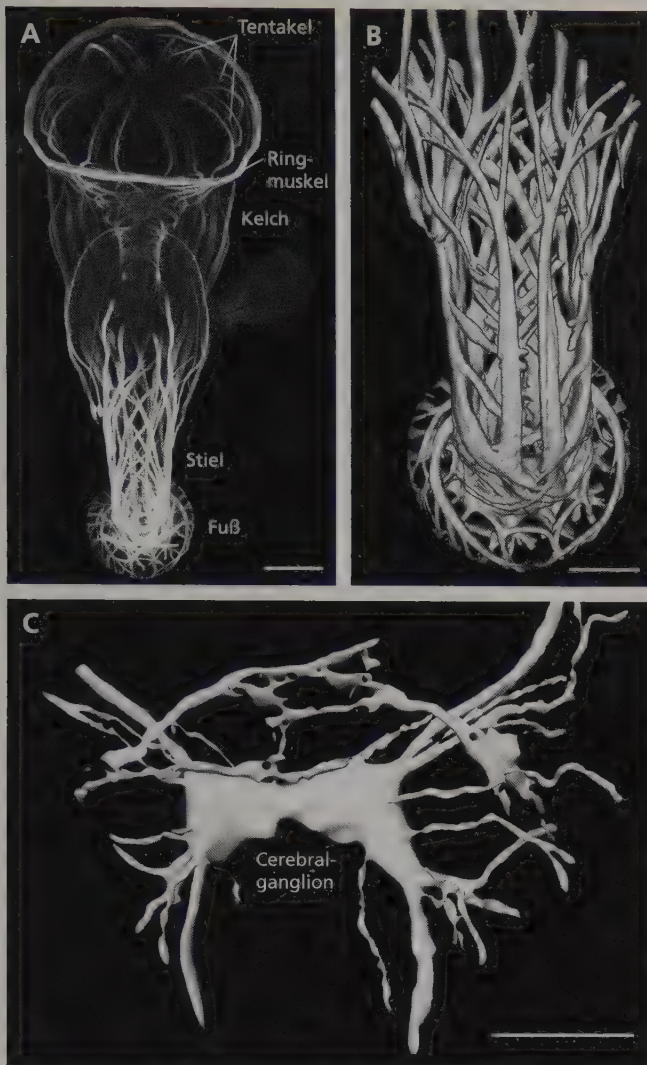 A
Tentakel
Ring-
muskel
Kelch
Stiel
Fuß
B
C
Cerebral-
ganglion